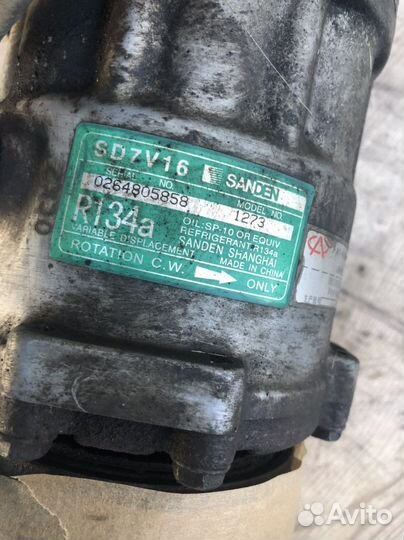 SD7V16 SANDEN
SERIAL NO. 0264805858
MODEL NO. 1223
R134a
OIL:SP-10 OR EQUIV
REFRIGERANT:R134a
VARIABLE DISPLACEMENT
SANDEN SHANGHAI
MADE IN CHINA
ROTATION C.W. ONLY
Avito